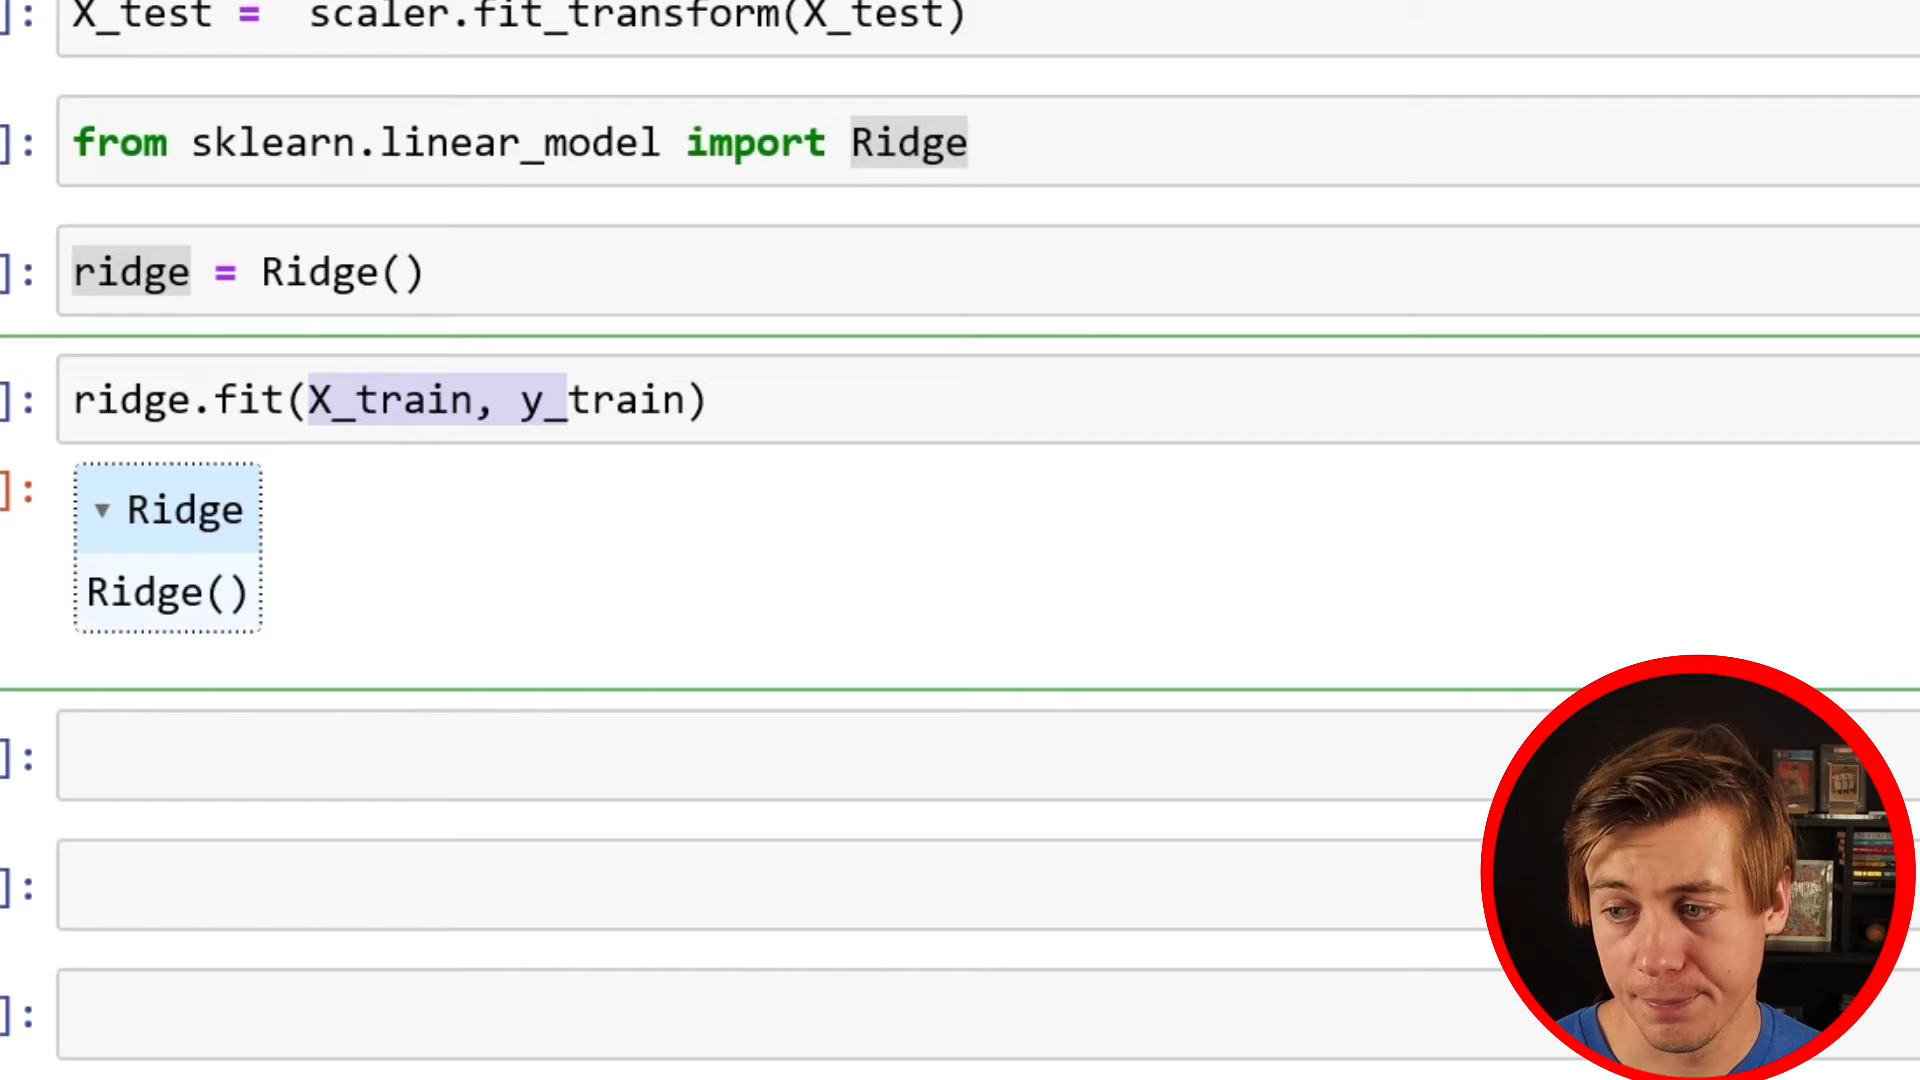 ]: X_test = scaler.fit_transform(X_test)
]: from sklearn.linear_model import Ridge
]: ridge = Ridge()
]: ridge.fit(X_train, y_train)
]: ▼ Ridge
Ridge()
]:
]:
]: